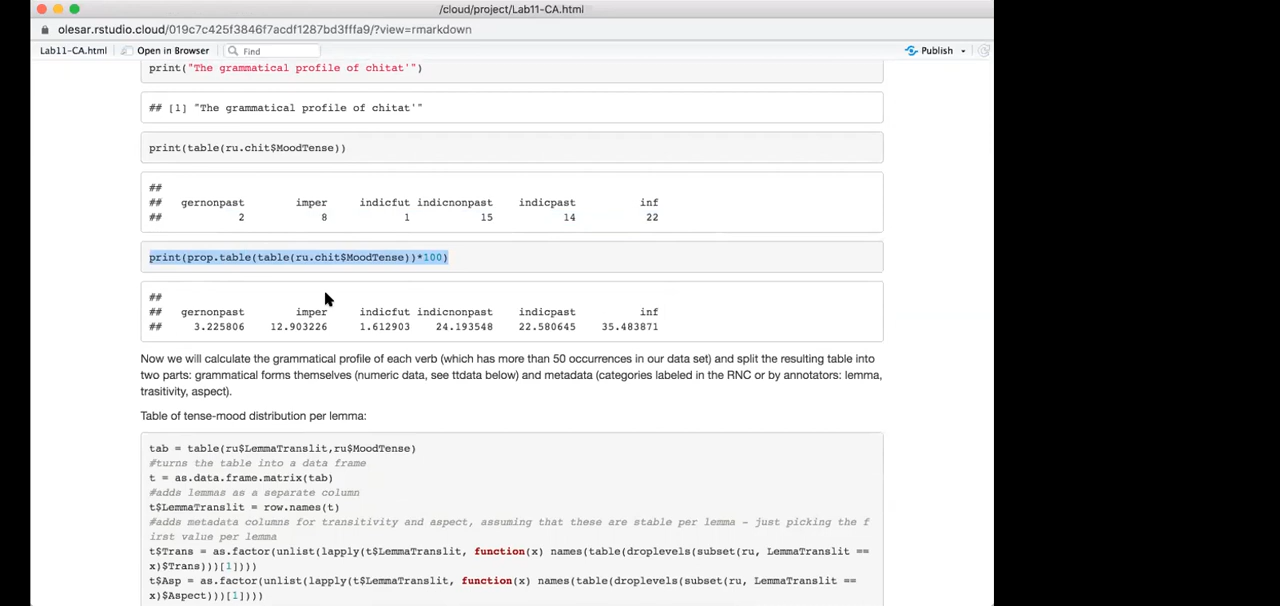 /cloud/project/Lab11-CA.html
olesar.rstudio.cloud/019c7c425f3846f7acdf1287bd3fffa9/?view=rmarkdown
Lab11-CA.html Open in Browser Find Publish
print("The grammatical profile of chitat'")
## [1] "The grammatical profile of chitat'"
print(table(ru.chit$MoodTense))
##
## gernonpast imper indicfut indicnonpast indicpast inf
## 2 8 1 15 14 22
print(prop.table(table(ru.chit$MoodTense))*100)
##
## gernonpast imper indicfut indicnonpast indicpast inf
## 3.225806 12.903226 1.612903 24.193548 22.580645 35.483871
Now we will calculate the grammatical profile of each verb (which has more than 50 occurrences in our data set) and split the resulting table into
two parts: grammatical forms themselves (numeric data, see ttdata below) and metadata (categories labeled in the RNC or by annotators: lemma,
trasitivity, aspect).
Table of tense-mood distribution per lemma:
tab = table(ru$LemmaTranslit,ru$MoodTense)
#turns the table into a data frame
t = as.data.frame.matrix(tab)
#adds lemmas as a separate column
t$LemmaTranslit = row.names(t)
#adds metadata columns for transitivity and aspect, assuming that these are stable per lemma – just picking the f
irst value per lemma
t$Trans = as.factor(unlist(lapply(t$LemmaTranslit, function(x) names(table(droplevels(subset(ru, LemmaTranslit ==
x)$Trans)))[1])))
t$Asp = as.factor(unlist(lapply(t$LemmaTranslit, function(x) names(table(droplevels(subset(ru, LemmaTranslit ==
x)$Aspect)))[1])))